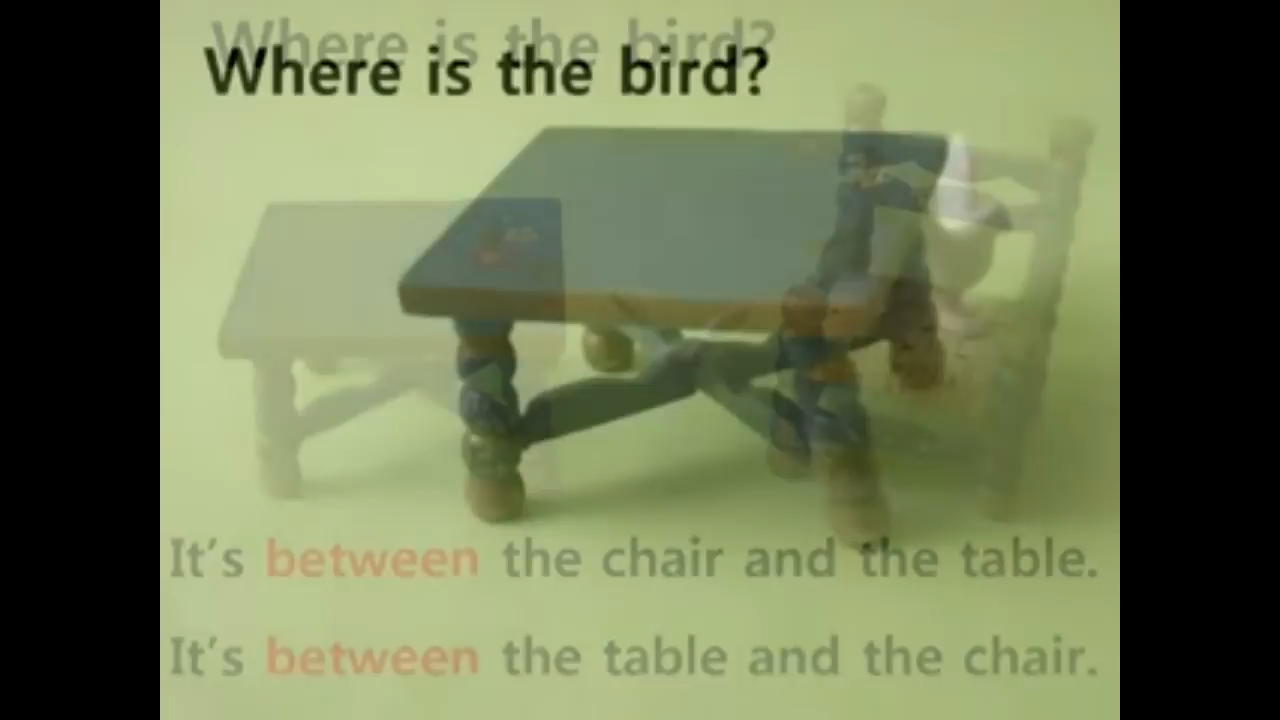 Where is the bird?
Where is the bird?
It's between the chair and the table.
It's between the table and the chair.